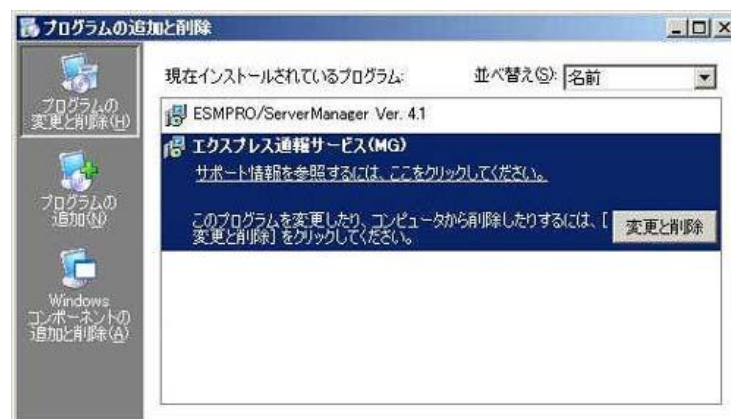 プログラムの追加と削除
プログラムの
変更と削除(H)
プログラムの
追加(N)
Windows
コンポーネントの
追加と削除(A)
現在インストールされているプログラム:
並べ替え(S): 名前
ESMPRO/ServerManager Ver. 4.1
エクスプレス通報サービス(MG)
サポート情報を参照するには、ここをクリックしてください。
このプログラムを変更したり、コンピュータから削除したりするには、[
変更と削除] をクリックしてください。
変更と削除